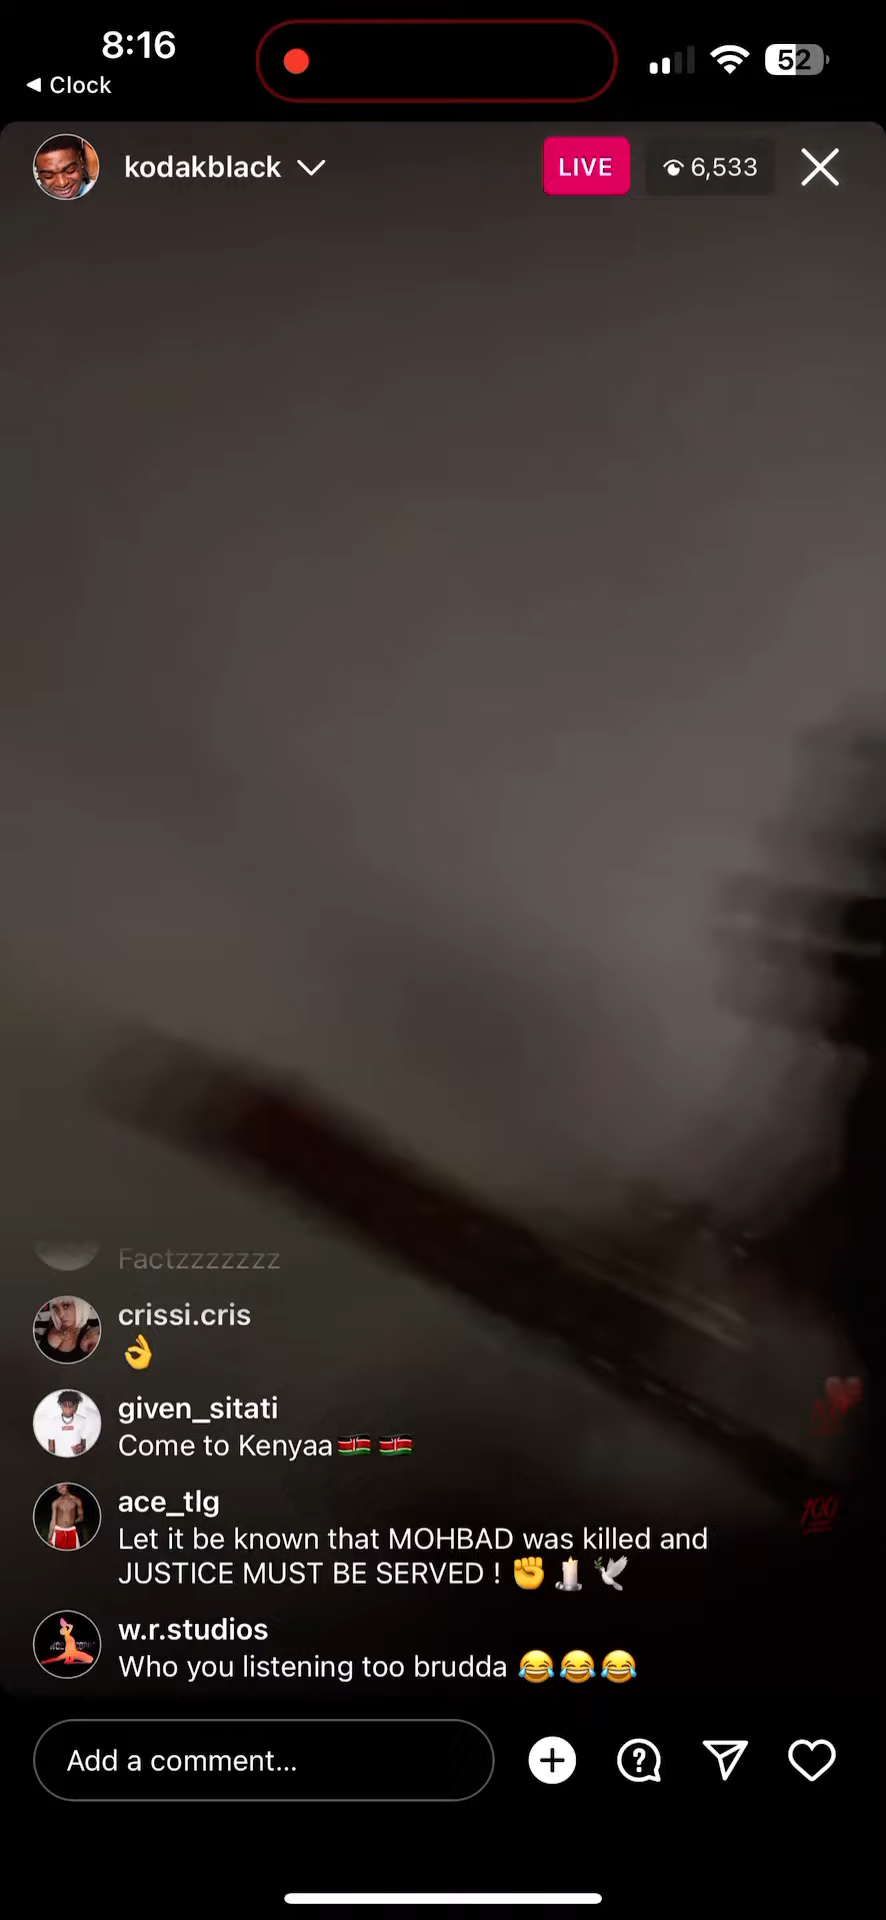 8:16
◀ Clock
52
kodakblack
LIVE
6,533
Factzzzzzzz
crissi.cris
👌
given_sitati
Come to Kenyaa🇰🇪🇰🇪
ace_tlg
Let it be known that MOHBAD was killed and
JUSTICE MUST BE SERVED ! ✊🕯️🕊️
w.r.studios
Who you listening too brudda 😂😂😂
Add a comment...